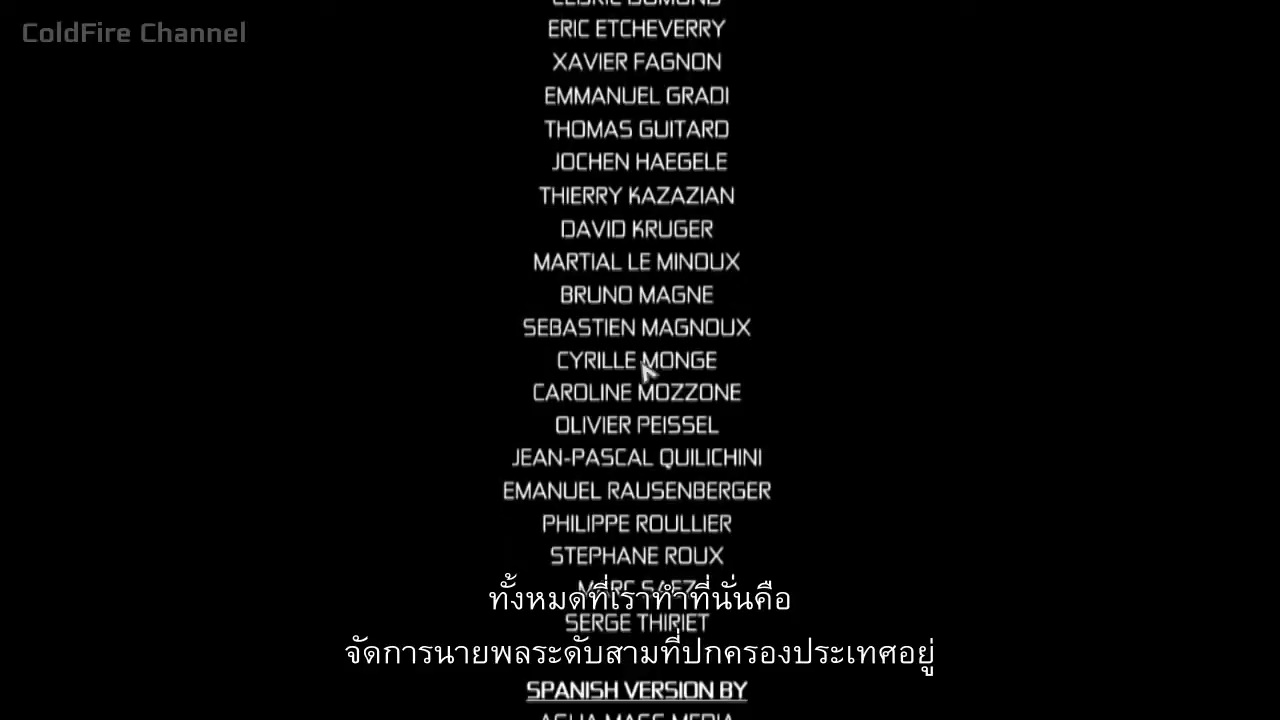 ColdFire Channel
ERIC ETCHEVERRY
XAVIER FAGNON
EMMANUEL GRADI
THOMAS GUITARD
JOCHEN HAEGELE
THIERRY KAZAZIAN
DAVID KRUGER
MARTIAL LE MINOUX
BRUNO MAGNE
SEBASTIEN MAGNOUX
CYRILLE MONGE
CAROLINE MOZZONE
OLIVIER PEISSEL
JEAN-PASCAL QUILICHINI
EMANUEL RAUSENBERGER
PHILIPPE ROULLIER
STEPHANE ROUX
MARC SAEZ
ทั้งหมดที่เราทำที่นั่นคือ
SERGE THIRIET
จัดการนายพลระดับสามที่ปกครองประเทศอยู่
SPANISH VERSION BY